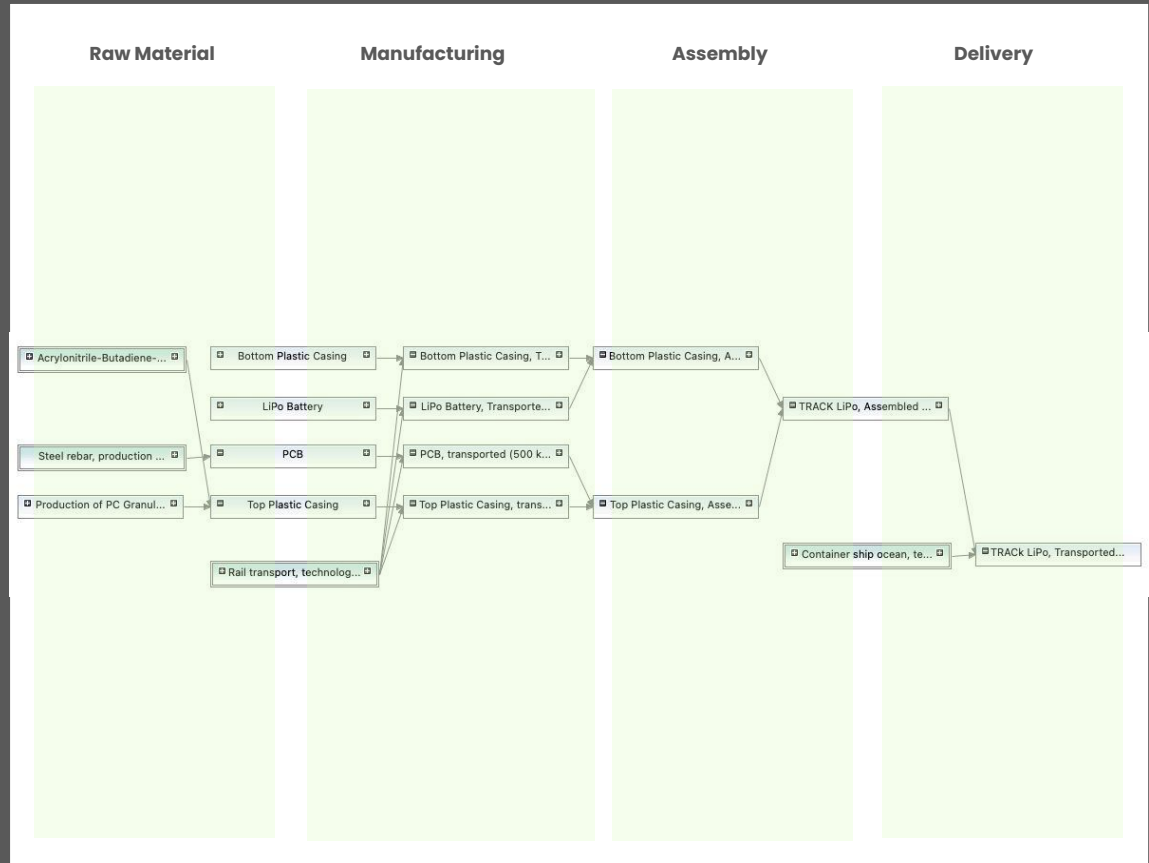 Raw Material
Manufacturing
Assembly
Delivery
Acrylonitrile-Butadiene-...
Bottom Plastic Casing
Bottom Plastic Casing, T...
Bottom Plastic Casing, A...
LiPo Battery
LiPo Battery, Transporte...
TRACK LiPo, Assembled ...
Steel rebar, production ...
PCB
PCB, transported (500 k...
Production of PC Granul...
Top Plastic Casing
Top Plastic Casing, trans...
Top Plastic Casing, Asse...
Container ship ocean, te...
TRACk LiPo, Transported...
Rail transport, technolog...